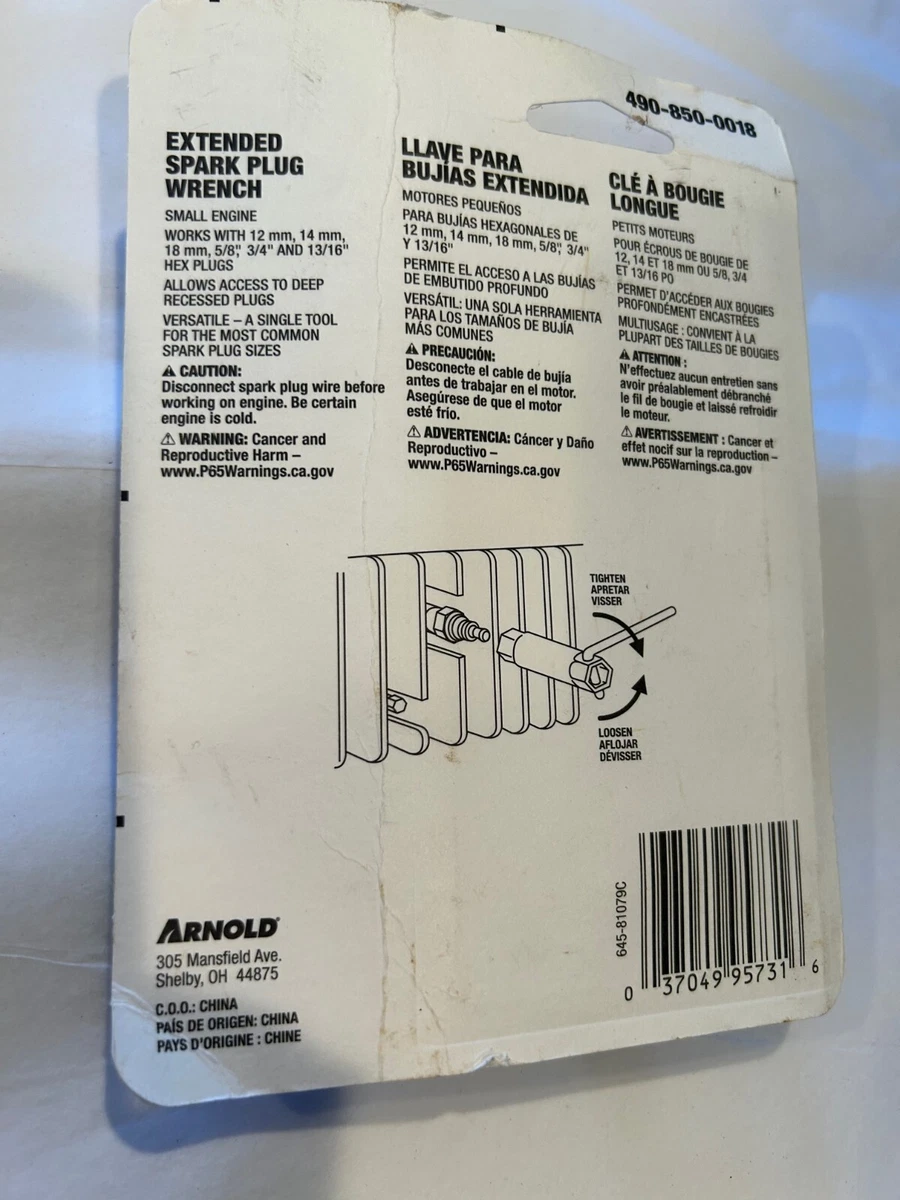 490-850-0018
EXTENDED
SPARK PLUG
WRENCH
SMALL ENGINE
WORKS WITH 12 mm, 14 mm,
18 mm, 5/8", 3/4" AND 13/16"
HEX PLUGS
ALLOWS ACCESS TO DEEP
RECESSED PLUGS
VERSATILE – A SINGLE TOOL
FOR THE MOST COMMON
SPARK PLUG SIZES
⚠ CAUTION:
Disconnect spark plug wire before
working on engine. Be certain
engine is cold.
⚠ WARNING: Cancer and
Reproductive Harm –
www.P65Warnings.ca.gov
LLAVE PARA
BUJÍAS EXTENDIDA
MOTORES PEQUEÑOS
PARA BUJÍAS HEXAGONALES DE
12 mm, 14 mm, 18 mm, 5/8", 3/4"
Y 13/16"
PERMITE EL ACCESO A LAS BUJÍAS
DE EMBUTIDO PROFUNDO
VERSÁTIL: UNA SOLA HERRAMIENTA
PARA LOS TAMAÑOS DE BUJÍA
MÁS COMUNES
⚠ PRECAUCIÓN:
Desconecte el cable de bujía
antes de trabajar en el motor.
Asegúrese de que el motor
esté frío.
⚠ ADVERTENCIA: Cáncer y Daño
Reproductivo –
www.P65Warnings.ca.gov
CLÉ À BOUGIE
LONGUE
PETITS MOTEURS
POUR ÉCROUS DE BOUGIE DE
12, 14 ET 18 mm OU 5/8, 3/4
ET 13/16 PO
PERMET D'ACCÉDER AUX BOUGIES
PROFONDÉMENT ENCASTRÉES
MULTIUSAGE : CONVIENT À LA
PLUPART DES TAILLES DE BOUGIES
⚠ ATTENTION :
N'effectuez aucun entretien sans
avoir préalablement débranché
le fil de bougie et laissé refroidir
le moteur.
⚠ AVERTISSEMENT : Cancer et
effet nocif sur la reproduction –
www.P65Warnings.ca.gov
TIGHTEN
APRETAR
VISSER
LOOSEN
AFLOJAR
DÉVISSER
ARNOLD®
305 Mansfield Ave.
Shelby, OH 44875
C.O.O.: CHINA
PAÍS DE ORIGEN: CHINA
PAYS D'ORIGINE : CHINE
645-81079C
0 37049 95731 6